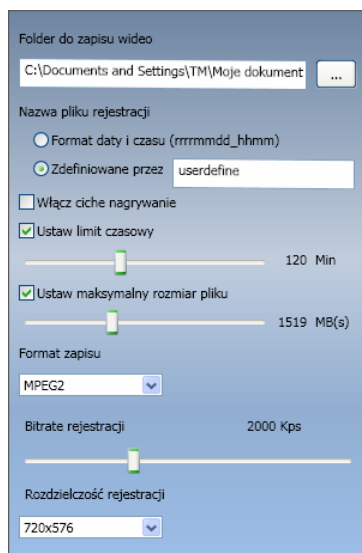 Folder do zapisu wideo
C:\Documents and Settings\TM\Moje dokument
...
Nazwa pliku rejestracji
Format daty i czasu (rrrrmmdd_hhmm)
Zdefiniowane przez userdefine
Włącz ciche nagrywanie
Ustaw limit czasowy
120 Min
Ustaw maksymalny rozmiar pliku
1519 MB(s)
Format zapisu
MPEG2
Bitrate rejestracji 2000 Kps
Rozdzielczość rejestracji
720x576